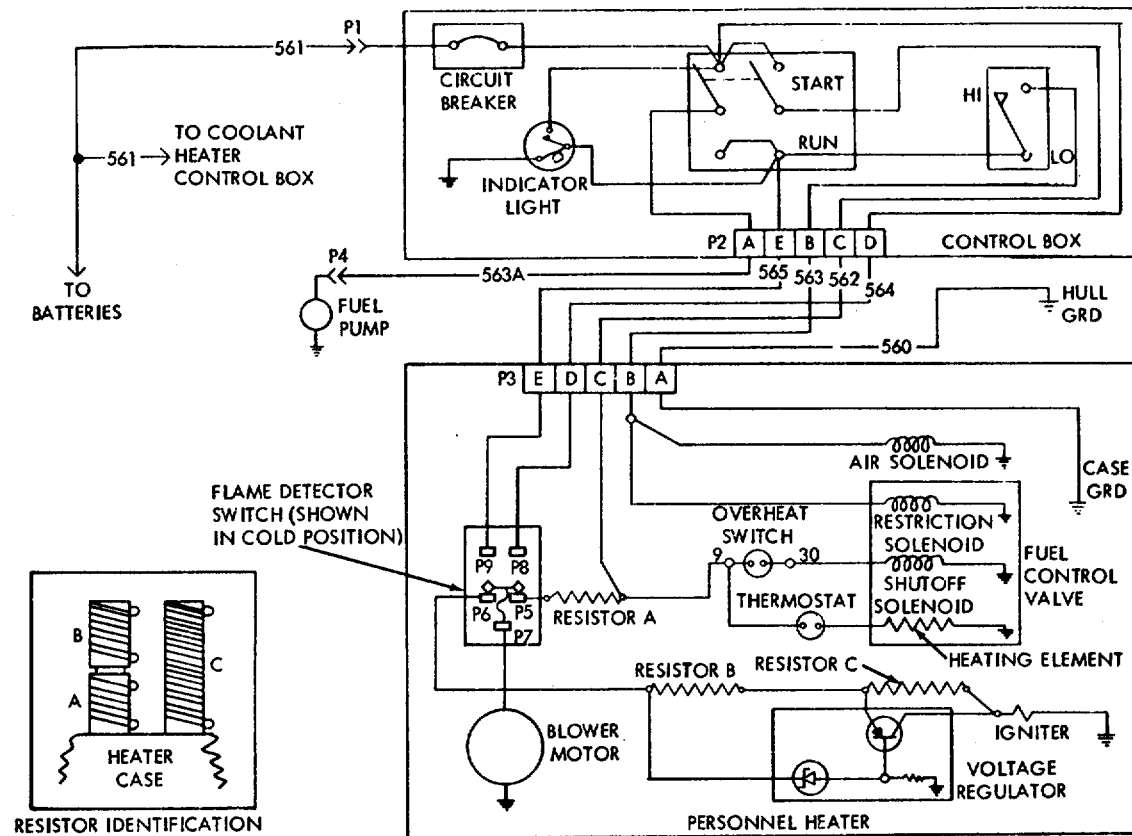 561
P1
CIRCUIT
BREAKER
START
RUN
HI
LO
TO COOLANT
HEATER
CONTROL BOX
561
INDICATOR
LIGHT
P2
A
E
B
C
D
CONTROL BOX
TO
BATTERIES
P4
563A
565
563
562
564
FUEL
PUMP
HULL
GRD
560
P3
E
D
C
B
A
AIR SOLENOID
CASE
GRD
FLAME DETECTOR
SWITCH (SHOWN
IN COLD POSITION)
P9
P8
P6
P5
P7
RESISTOR A
OVERHEAT
SWITCH
9
30
THERMOSTAT
RESTRICTION
SOLENOID
SHUTOFF
SOLENOID
FUEL
CONTROL
VALVE
HEATING ELEMENT
RESISTOR B
RESISTOR C
IGNITER
BLOWER
MOTOR
VOLTAGE
REGULATOR
PERSONNEL HEATER
B
A
C
HEATER
CASE
RESISTOR IDENTIFICATION